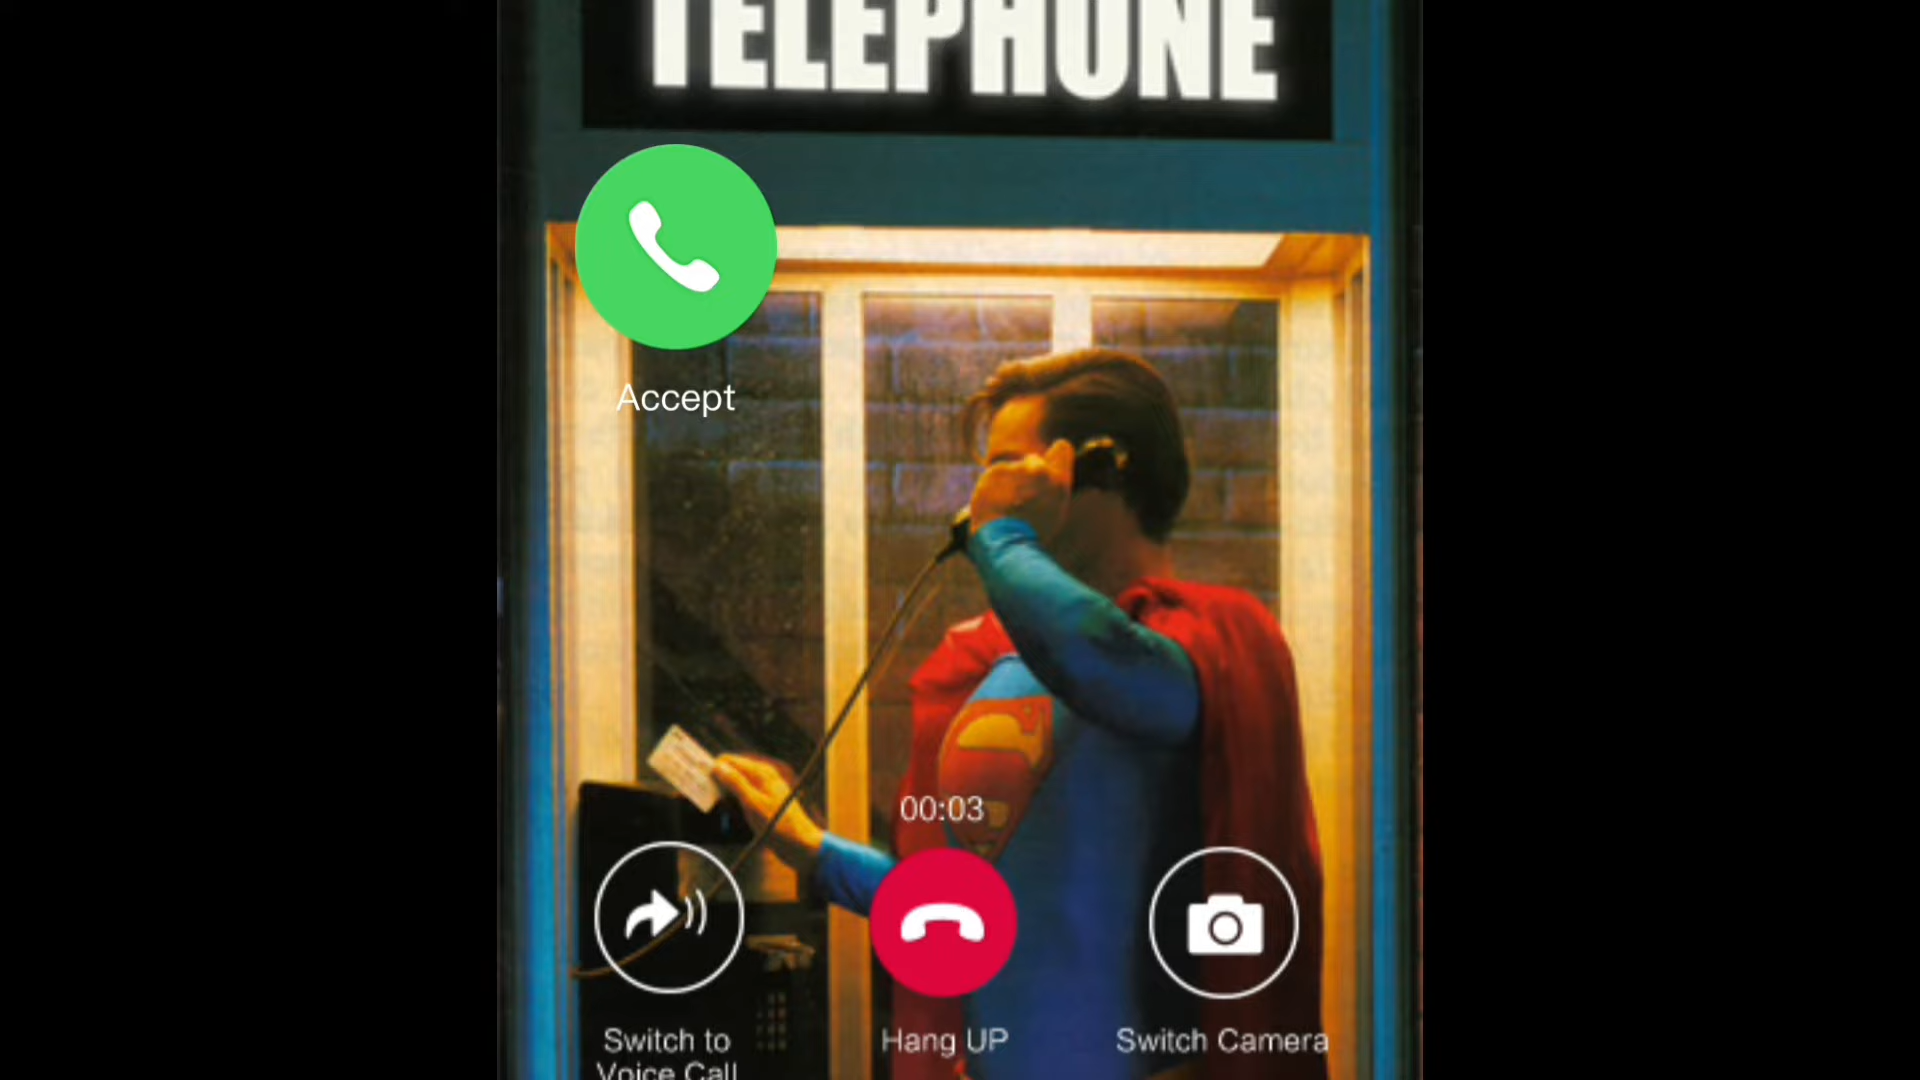 TELEPHONE
Accept
00:03
Switch to
Voice Call
Hang UP
Switch Camera